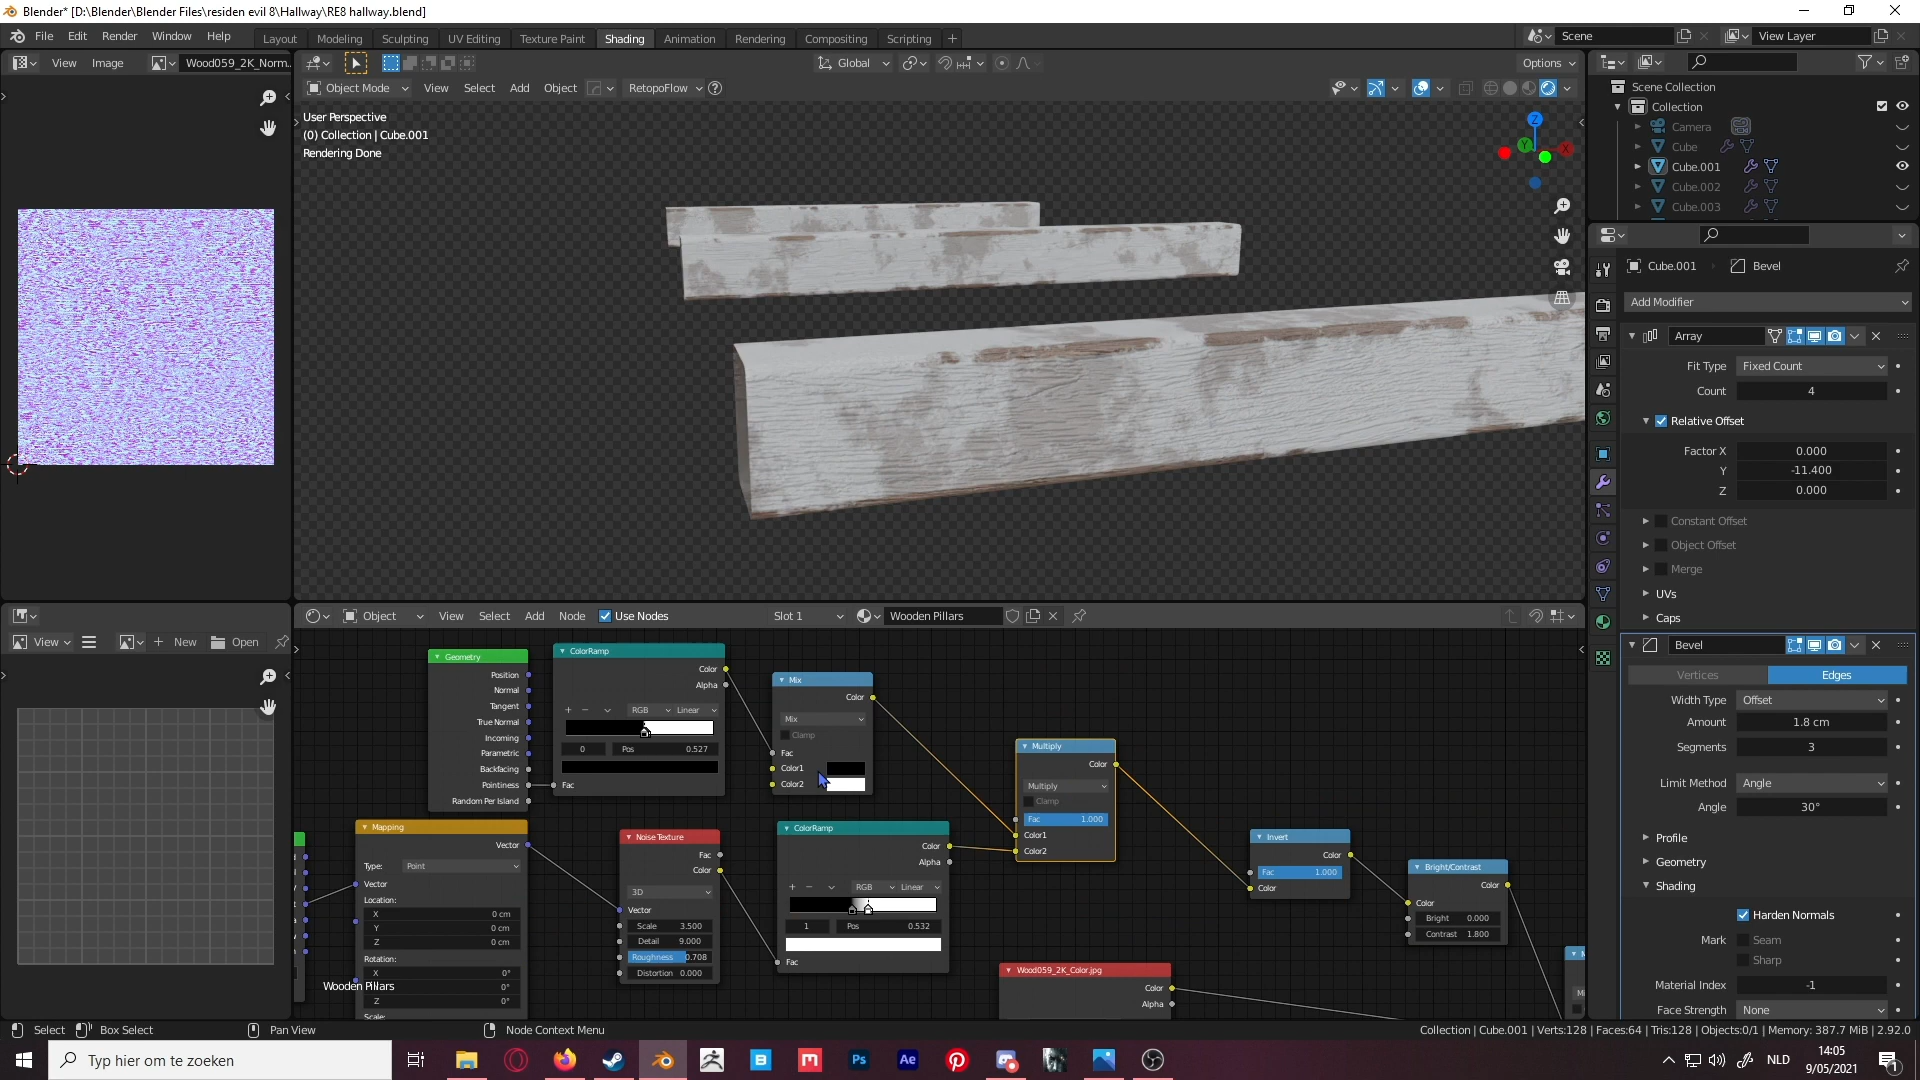 Blender* [D:\Blender\Blender Files\residen evil 8\Hallway\RE8 hallway.blend]
File Edit Render Window Help Layout Modeling Sculpting UV Editing Texture Paint Shading Animation Rendering Compositing Scripting + Scene View Layer
View Image Wood059_2K_Norm... Global Options
Object Mode View Select Add Object RetopoFlow
User Perspective
(0) Collection | Cube.001
Rendering Done
Z
Y
X
Scene Collection
Collection
Camera
Cube
Cube.001
Cube.002
Cube.003
Cube.001 Bevel
Add Modifier
Array
Fit Type Fixed Count
Count 4
Relative Offset
Factor X 0.000
Y -11.400
Z 0.000
Constant Offset
Object Offset
Merge
UVs
Caps
Bevel
Vertices Edges
Width Type Offset
Amount 1.8 cm
Segments 3
Limit Method Angle
Angle 30°
Profile
Geometry
Shading
Harden Normals
Mark Seam
Sharp
Material Index -1
Face Strength None
View New Open
Object View Select Add Node Use Nodes Slot 1 Wooden Pillars
Geometry
Position
Normal
Tangent
True Normal
Incoming
Parametric
Backfacing
Pointiness
Random Per Island
ColorRamp
Color
Alpha
RGB Linear
0 Pos 0.527
Fac
Mix
Color
Mix
Clamp
Fac
Color1
Color2
Multiply
Color
Multiply
Clamp
Fac 1.000
Color1
Color2
Mapping
Vector
Type: Point
Vector
Location:
X 0 cm
Y 0 cm
Z 0 cm
Rotation:
X 0°
Y 0°
Z 0°
Scale:
Wooden Pillars
Noise Texture
Fac
Color
3D
Vector
Scale 3.500
Detail 9.000
Roughness 0.708
Distortion 0.000
ColorRamp
Color
Alpha
RGB Linear
1 Pos 0.532
Fac
Invert
Color
Fac 1.000
Color
Bright/Contrast
Color
Color
Bright 0.000
Contrast 1.800
Wood059_2K_Color.jpg
Color
Alpha
Select Box Select Pan View Node Context Menu Collection | Cube.001 | Verts:128 | Faces:64 | Tris:128 | Objects:0/1 | Memory: 387.7 MiB | 2.92.0
Typ hier om te zoeken
Ps Ae
NLD
14:05
9/05/2021
1